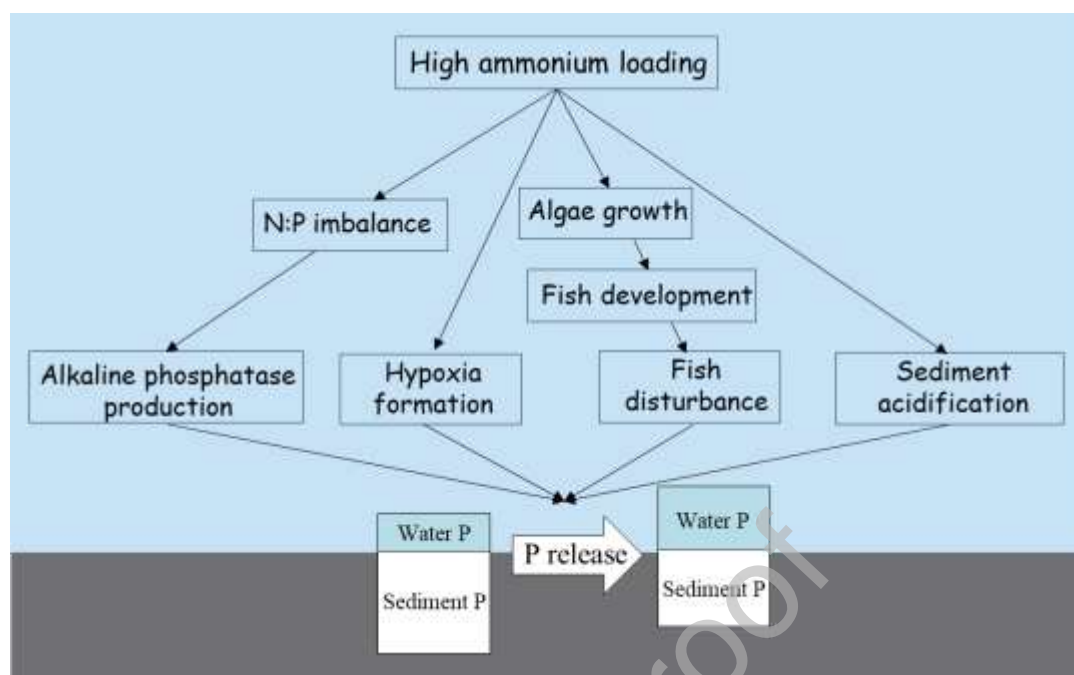 High ammonium loading
N:P imbalance
Algae growth
Fish development
Alkaline phosphatase
production
Hypoxia
formation
Fish
disturbance
Sediment
acidification
Water P
Sediment P
P release
Water P
Sediment P
roof